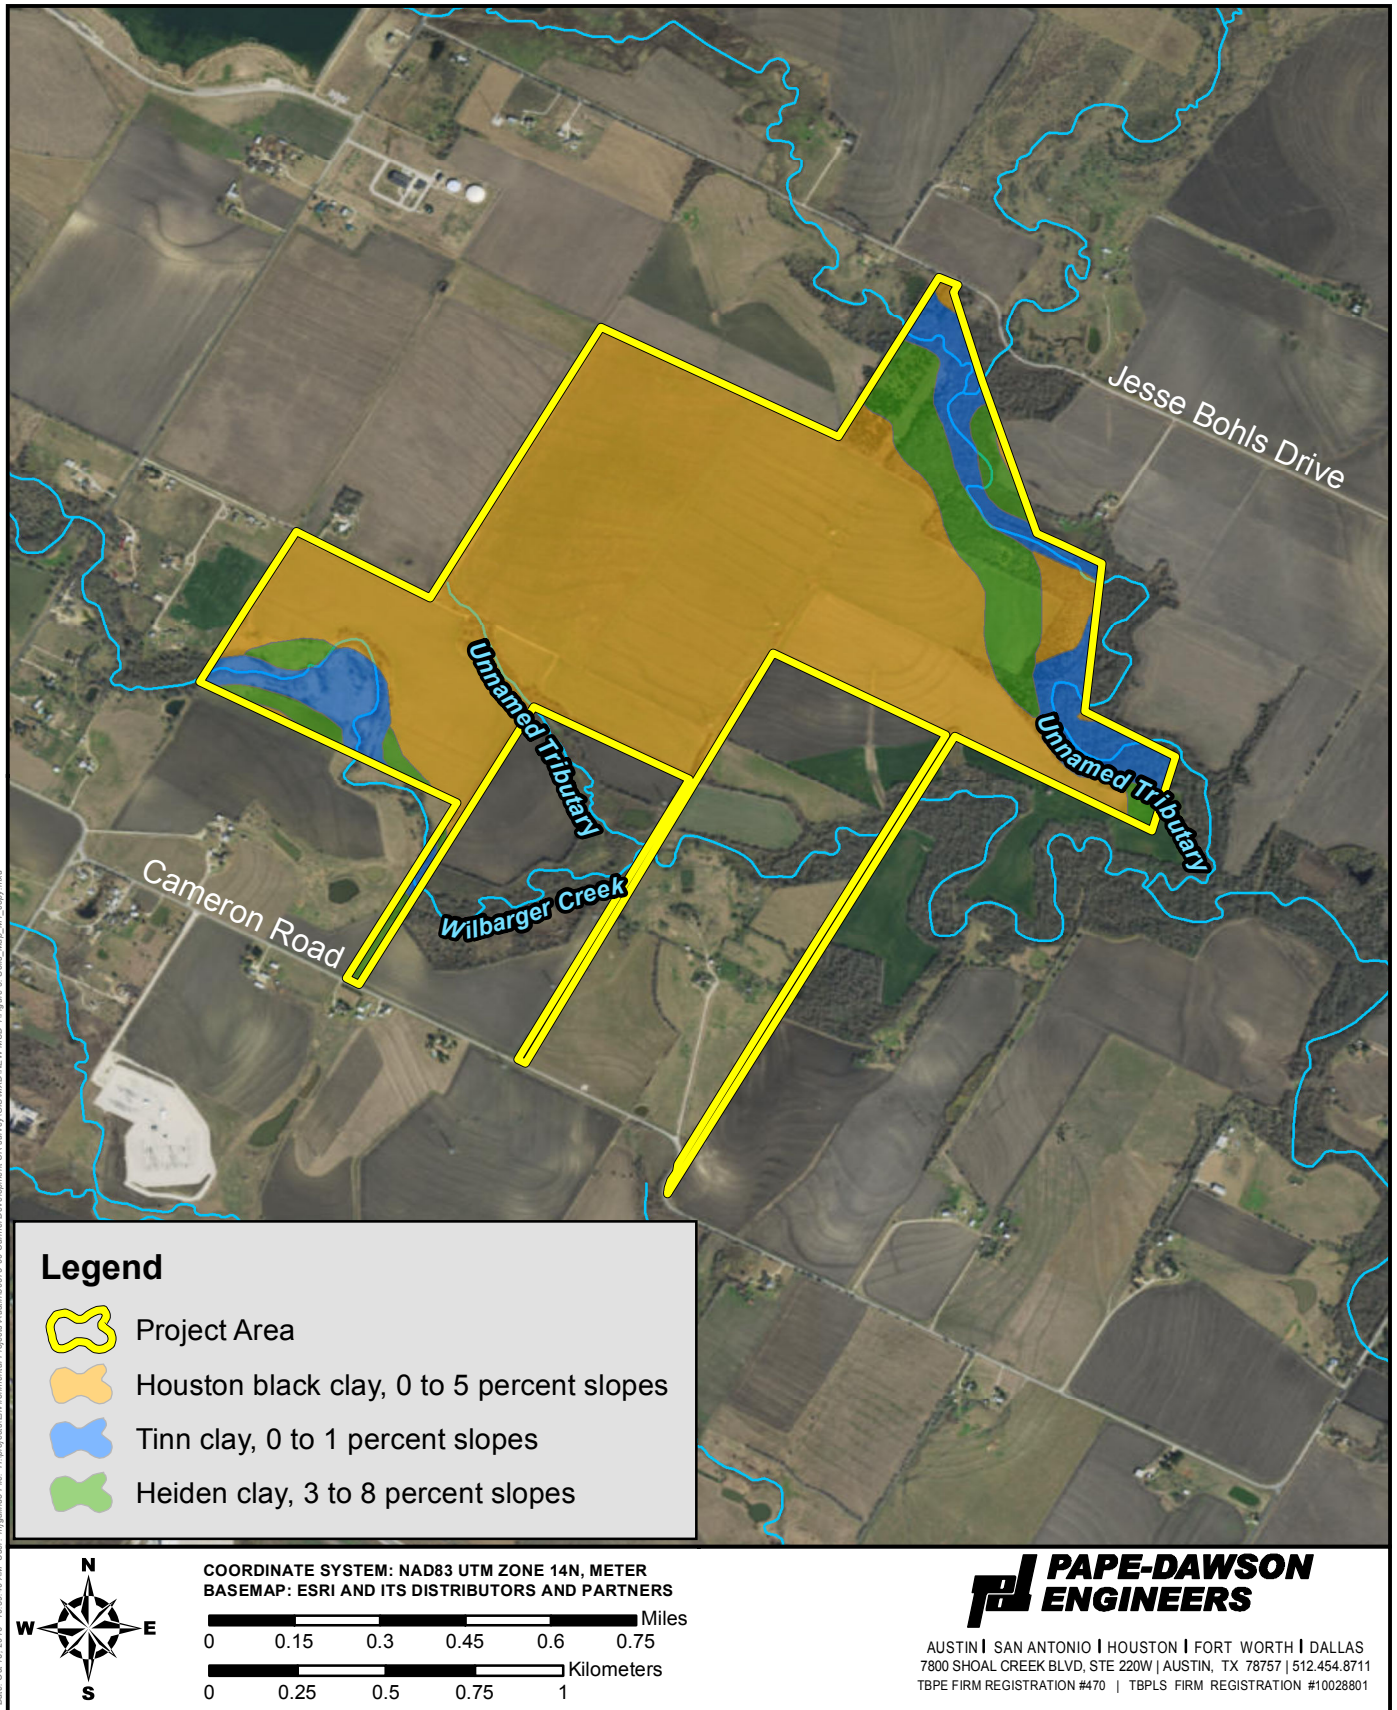 Jesse Bohls Drive
Unnamed Tributary
Unnamed Tributary
Wilbarger Creek
Cameron Road
Legend
Project Area
Houston black clay, 0 to 5 percent slopes
Tinn clay, 0 to 1 percent slopes
Heiden clay, 3 to 8 percent slopes
N
W E
S
COORDINATE SYSTEM: NAD83 UTM ZONE 14N, METER
BASEMAP: ESRI AND ITS DISTRIBUTORS AND PARTNERS
Miles
0 0.15 0.3 0.45 0.6 0.75
Kilometers
0 0.25 0.5 0.75 1
pd PAPE-DAWSON
ENGINEERS
AUSTIN | SAN ANTONIO | HOUSTON | FORT WORTH | DALLAS
7800 SHOAL CREEK BLVD, STE 220W | AUSTIN, TX 78757 | 512.454.8711
TBPE FIRM REGISTRATION #470 | TBPLS FIRM REGISTRATION #10028801